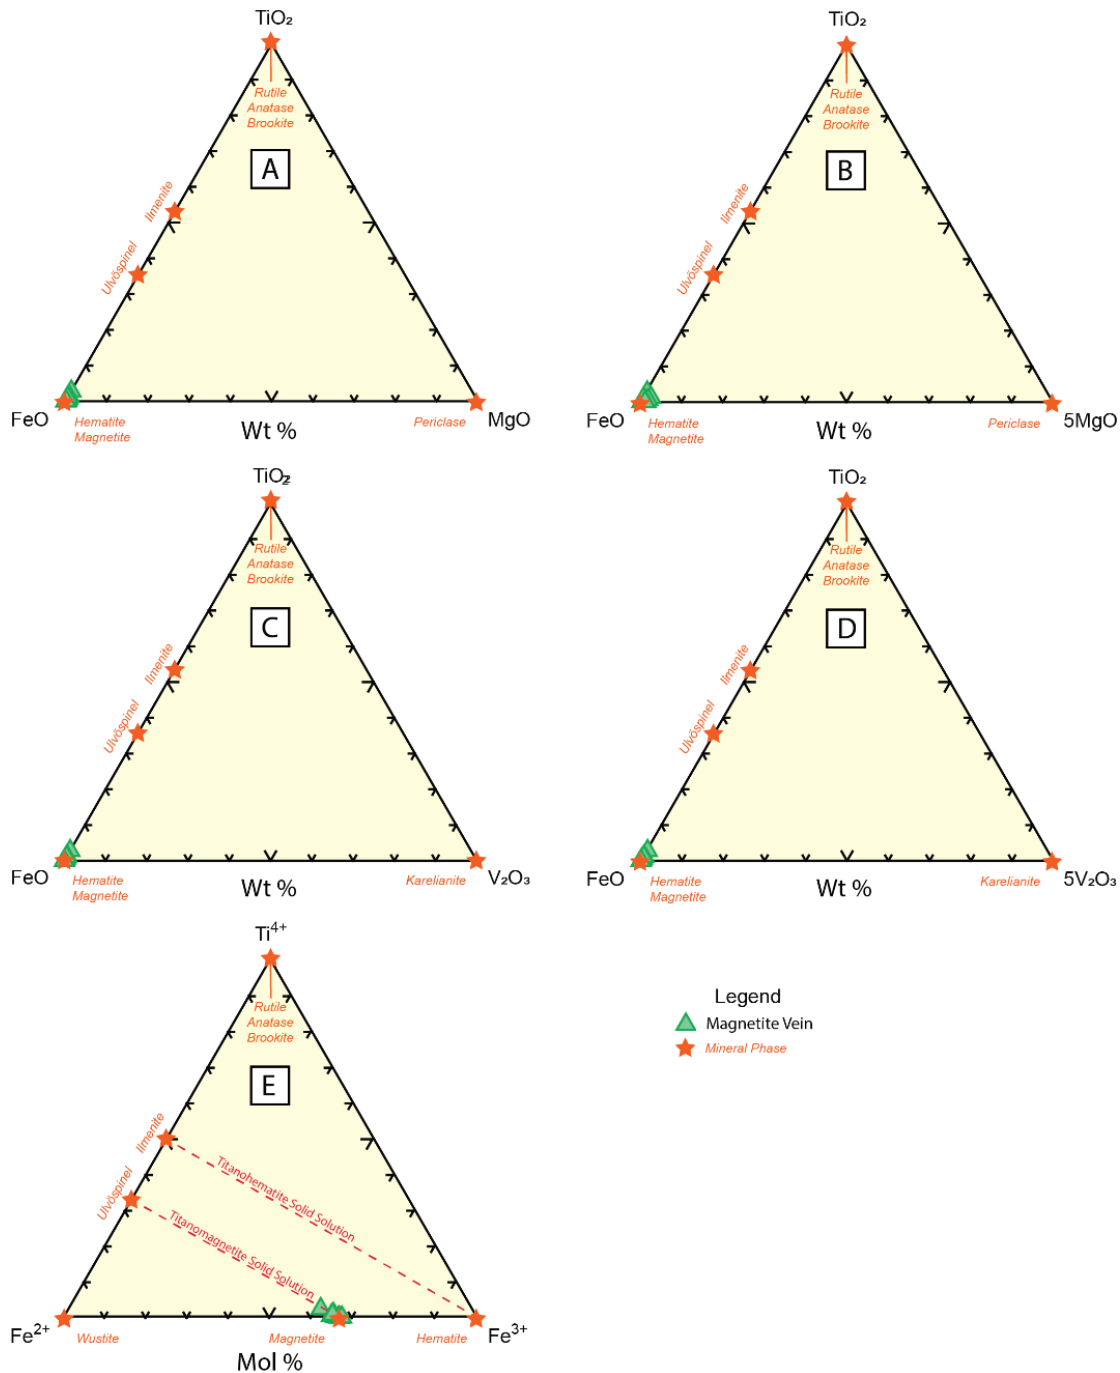 TiO₂
Rutile
Anatase
Brookite
A
Ilmenite
Ulvöspinel
FeO
Hematite
Magnetite
Wt %
Periclase
MgO
TiO₂
Rutile
Anatase
Brookite
B
Ilmenite
Ulvöspinel
FeO
Hematite
Magnetite
Wt %
Periclase
5MgO
TiO₂
Rutile
Anatase
Brookite
C
Ilmenite
Ulvöspinel
FeO
Hematite
Magnetite
Wt %
Karelianite
V₂O₃
TiO₂
Rutile
Anatase
Brookite
D
Ilmenite
Ulvöspinel
FeO
Hematite
Magnetite
Wt %
Karelianite
5V₂O₃
Ti⁴⁺
Rutile
Anatase
Brookite
E
Ilmenite
Titanohematite Solid Solution
Ulvöspinel
Titanomagnetite Solid Solution
Fe²⁺
Wustite
Magnetite
Hematite
Fe³⁺
Mol %
Legend
Magnetite Vein
Mineral Phase